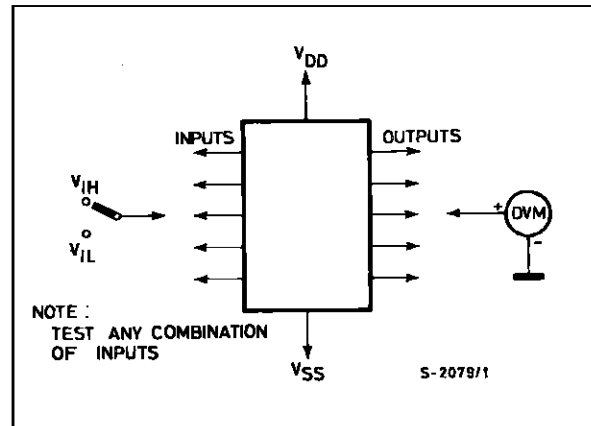 VDD
INPUTS
OUTPUTS
VIH
+ DVM
-
VIL
NOTE :
TEST ANY COMBINATION
OF INPUTS
VSS
S-2079/1